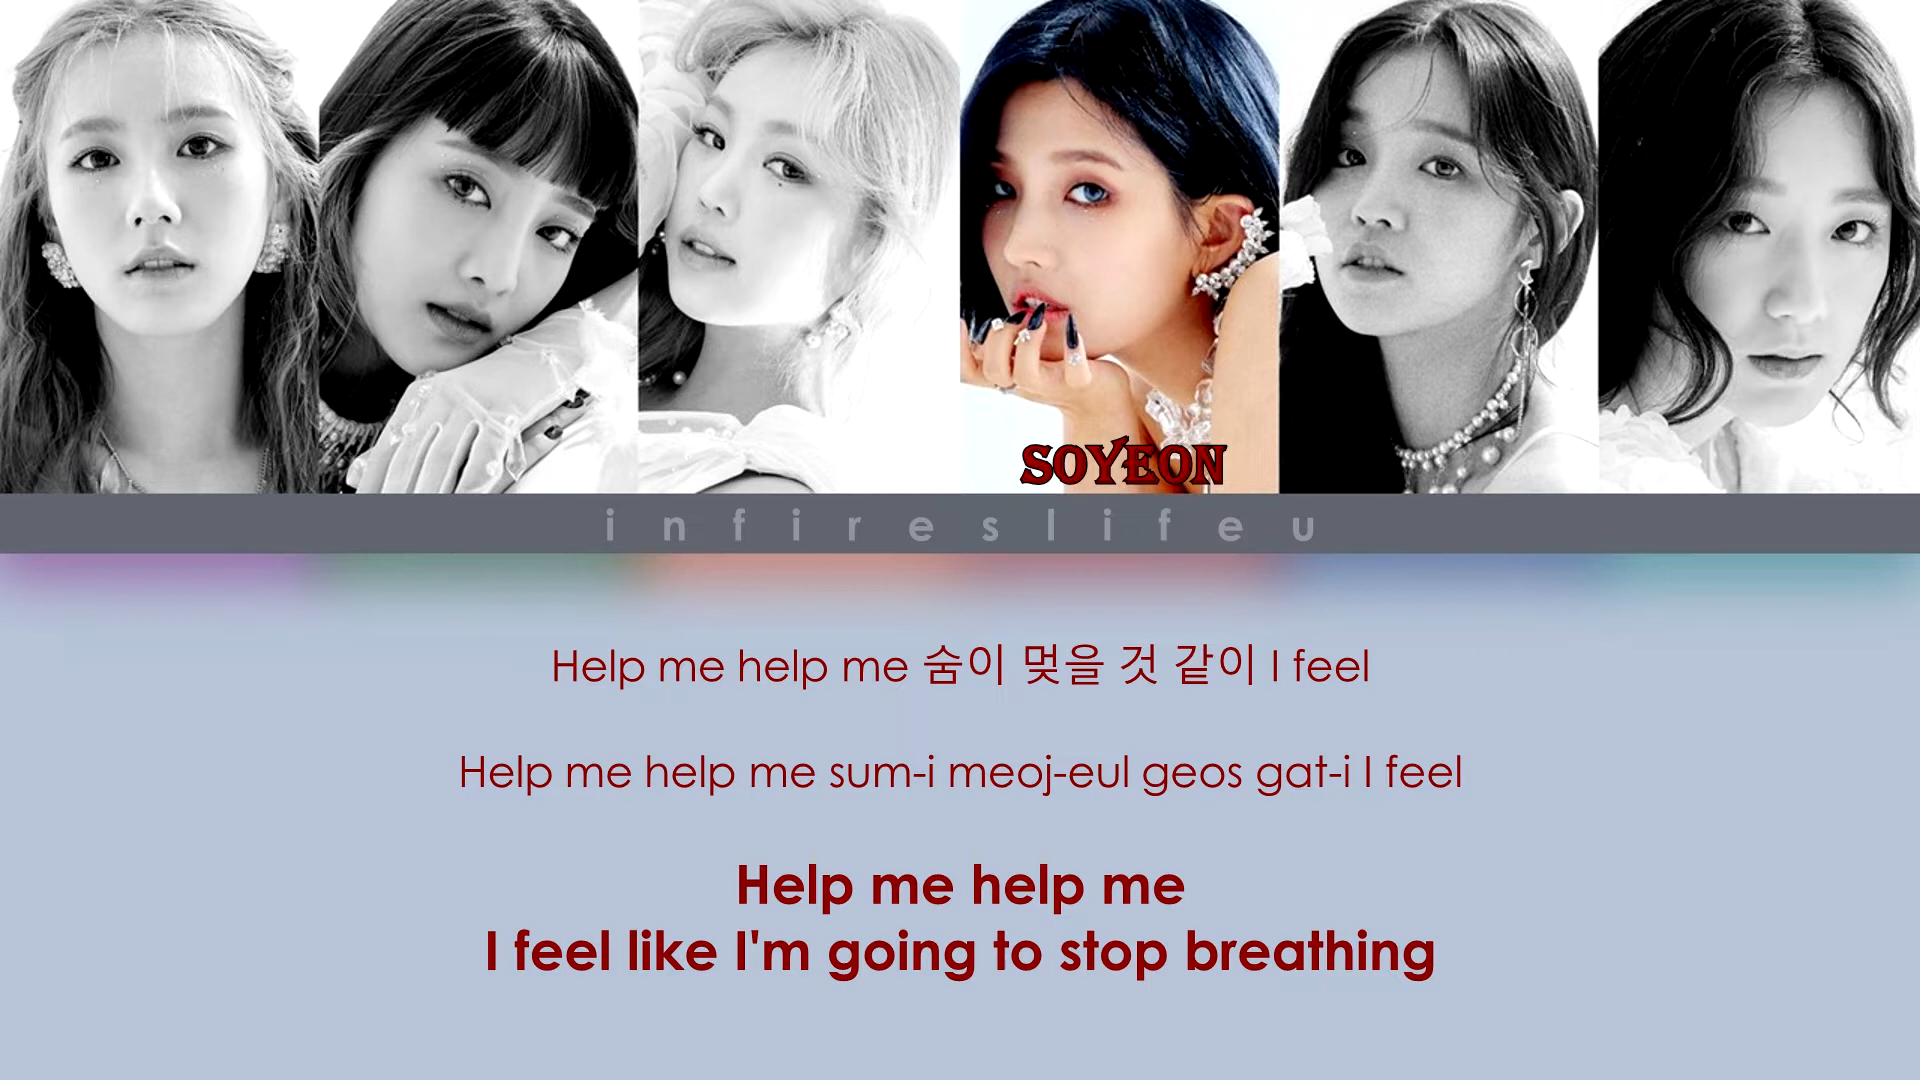 SOYEON
infireslifeu
Help me help me 숨이 멎을 것 같이 I feel
Help me help me sum-i meoj-eul geos gat-i I feel
Help me help me
I feel like I'm going to stop breathing